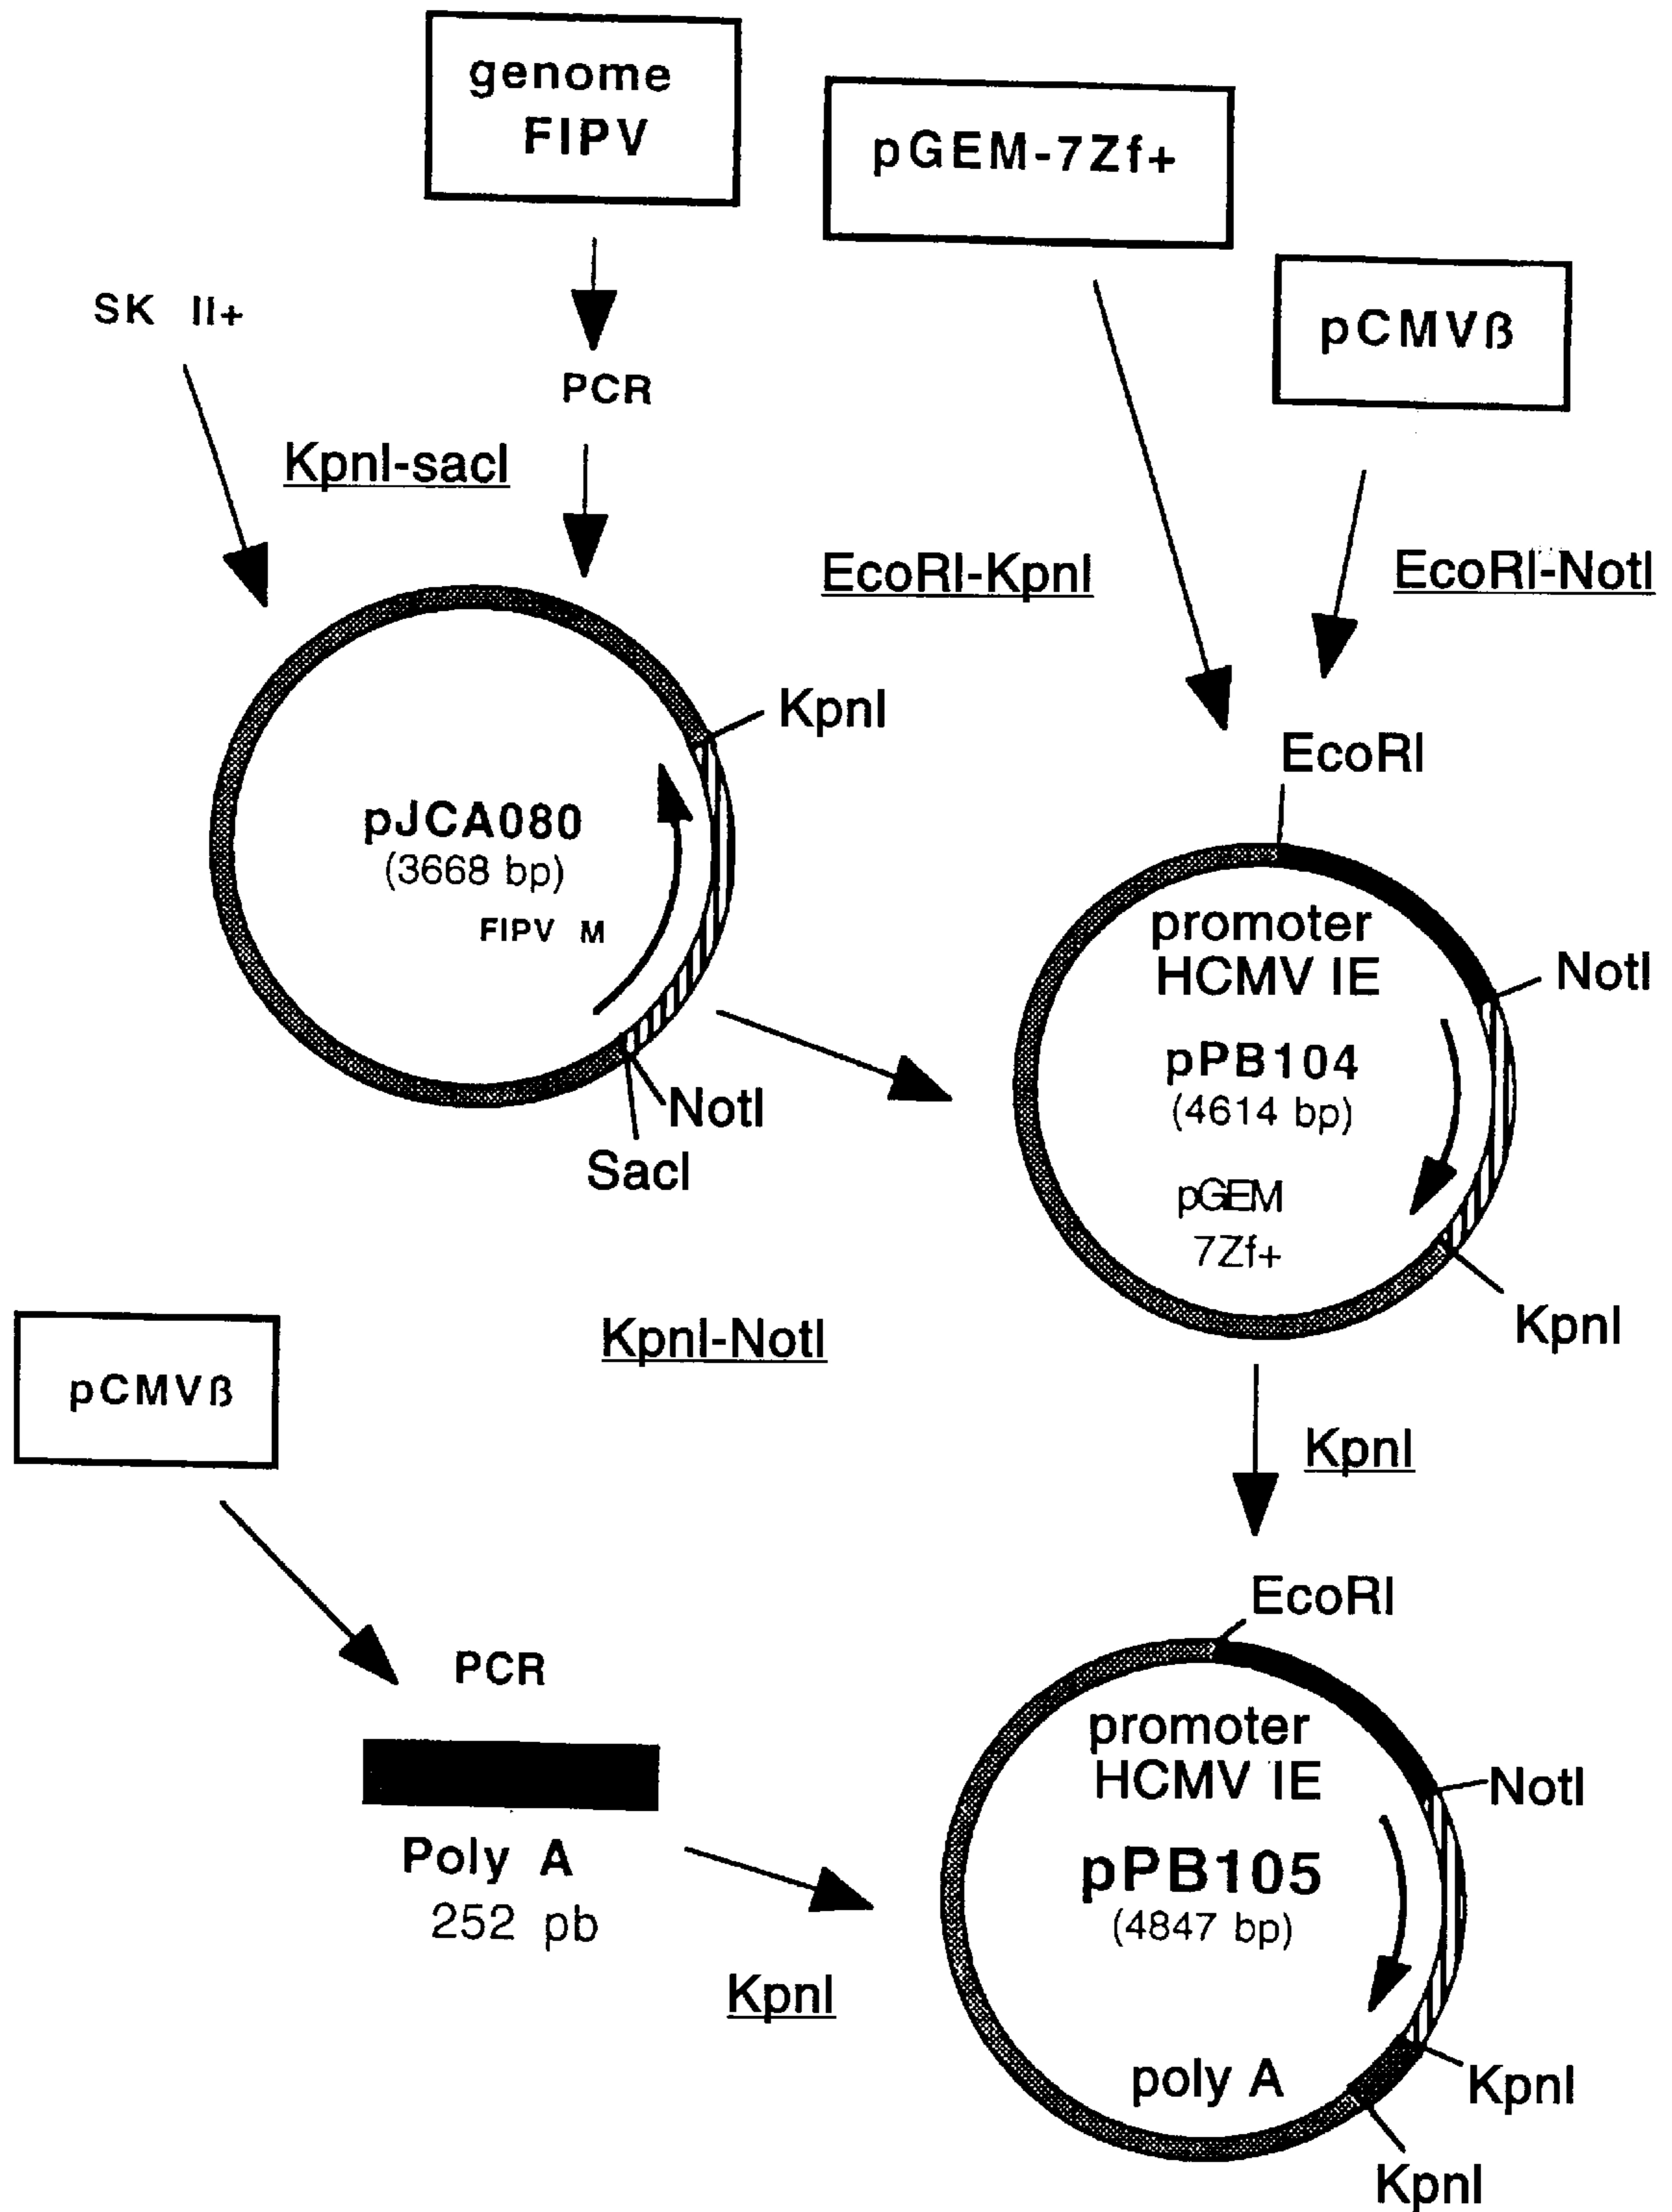 genome
FIPV
pGEM-7Zf+
pCMVß
SK II+
PCR
KpnI-sacI
EcoRI-KpnI
EcoRI-NotI
KpnI
pJCA080
(3668 bp)
FIPV M
NotI
SacI
EcoRI
promoter
HCMV IE
NotI
pPB104
(4614 bp)
pGEM
7Zf+
KpnI
KpnI-NotI
pCMVß
KpnI
PCR
Poly A
252 pb
KpnI
EcoRI
promoter
HCMV IE
NotI
pPB105
(4847 bp)
poly A
KpnI
KpnI